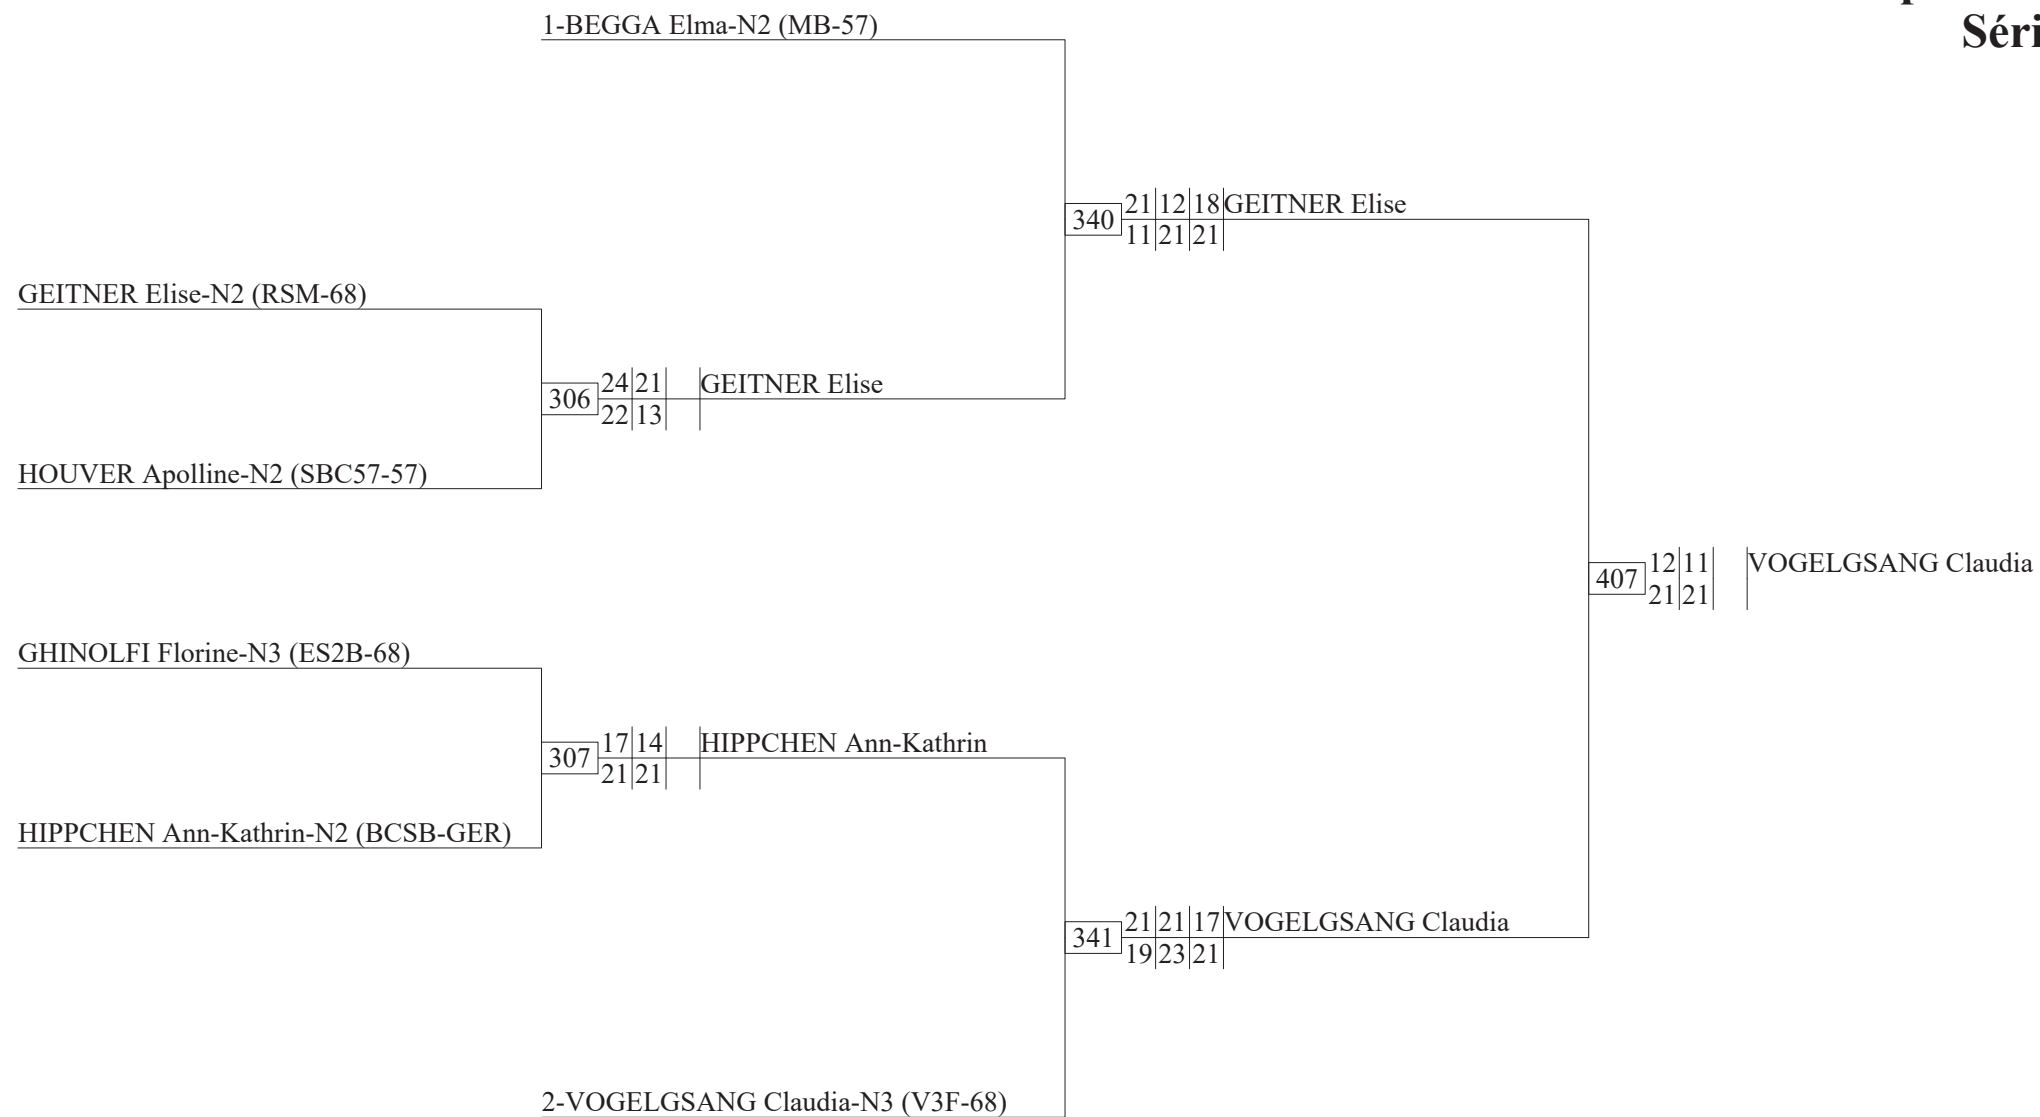 Séri
1-BEGGA Elma-N2 (MB-57)
21 12 18 GEITNER Elise
340
11 21 21
GEITNER Elise-N2 (RSM-68)
24 21 GEITNER Elise
306
22 13
HOUVER Apolline-N2 (SBC57-57)
12 11 VOGELGSANG Claudia
407
21 21
GHINOLFI Florine-N3 (ES2B-68)
17 14 HIPPCHEN Ann-Kathrin
307
21 21
HIPPCHEN Ann-Kathrin-N2 (BCSB-GER)
21 21 17 VOGELGSANG Claudia
341
19 23 21
2-VOGELGSANG Claudia-N3 (V3F-68)